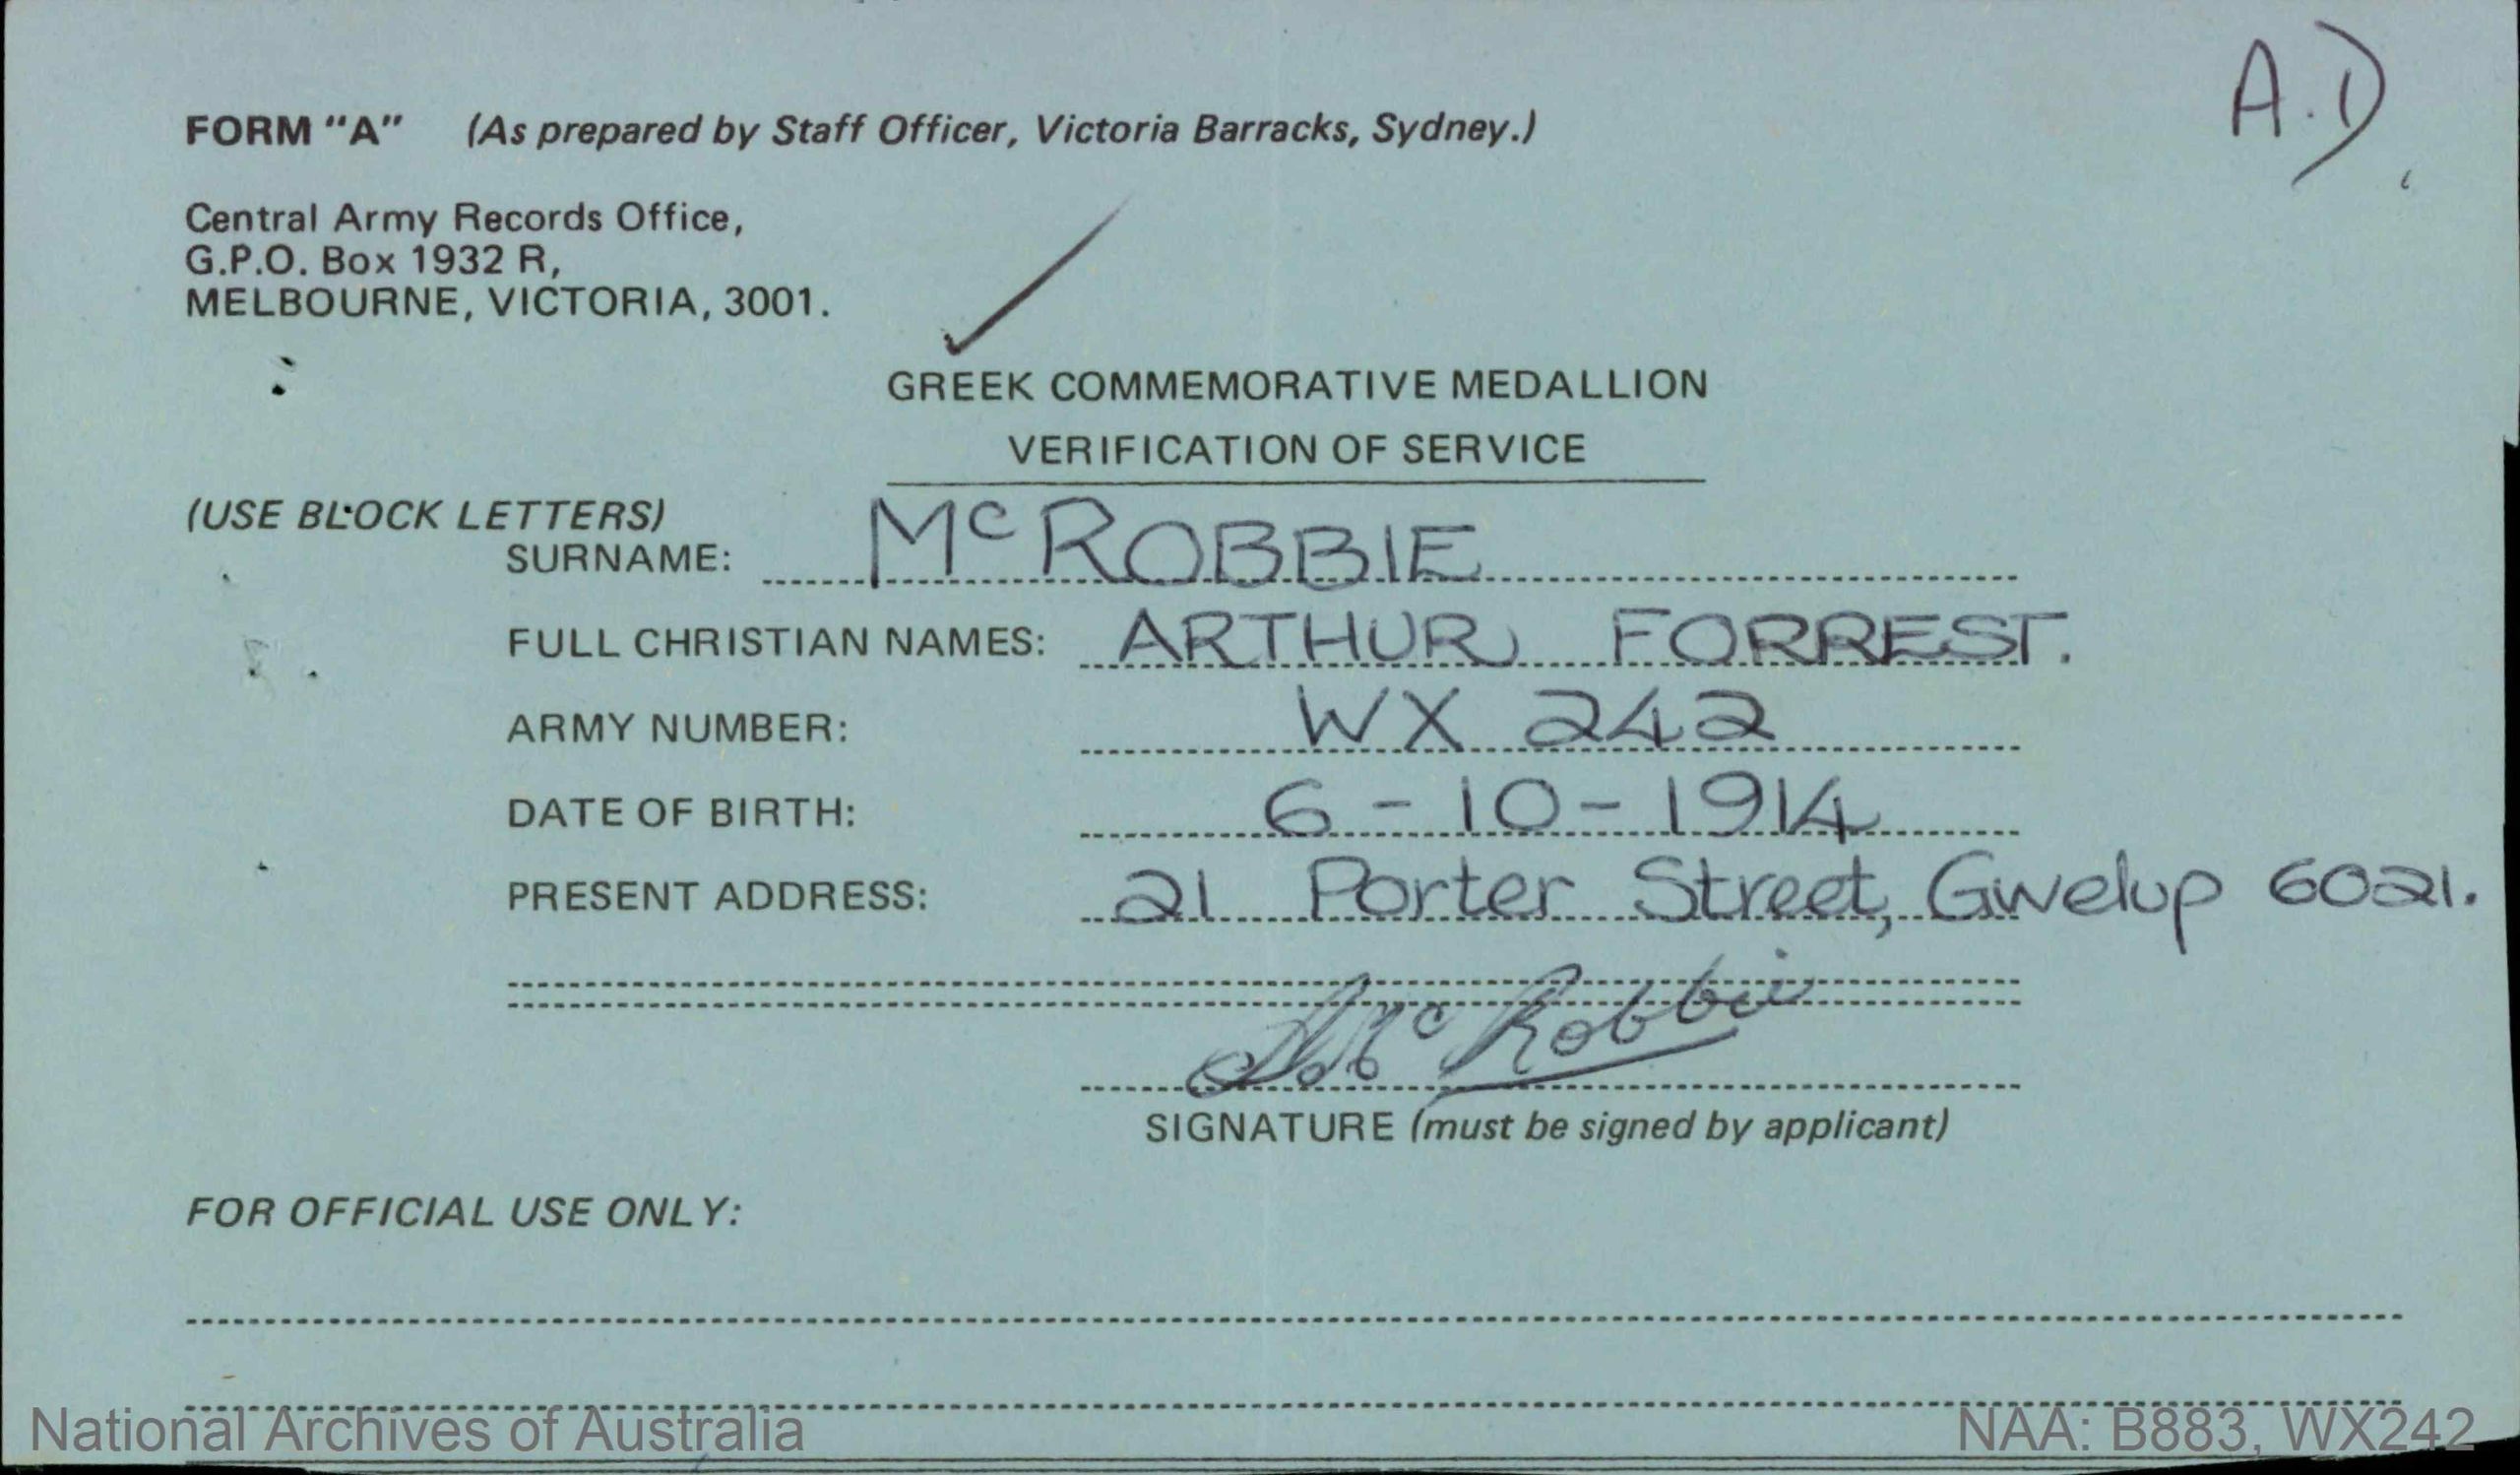 A.D.
FORM "A" (As prepared by Staff Officer, Victoria Barracks, Sydney.)
Central Army Records Office,
G.P.O. Box 1932 R,
MELBOURNE, VICTORIA, 3001.
GREEK COMMEMORATIVE MEDALLION
VERIFICATION OF SERVICE
(USE BLOCK LETTERS)
SURNAME: McROBBIE
FULL CHRISTIAN NAMES: ARTHUR FORREST.
ARMY NUMBER: WX 242
DATE OF BIRTH: 6-10-1914
PRESENT ADDRESS: 21 Porter Street, Gwelup 6021.
A McRobbie
SIGNATURE (must be signed by applicant)
FOR OFFICIAL USE ONLY:
National Archives of Australia NAA: B883, WX242